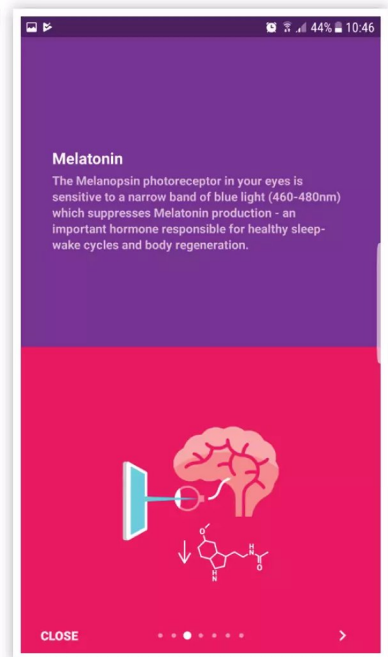 44% 10:46
Melatonin
The Melanopsin photoreceptor in your eyes is
sensitive to a narrow band of blue light (460-480nm)
which suppresses Melatonin production - an
important hormone responsible for healthy sleep-
wake cycles and body regeneration.
O
H
N
O
N
H
CLOSE